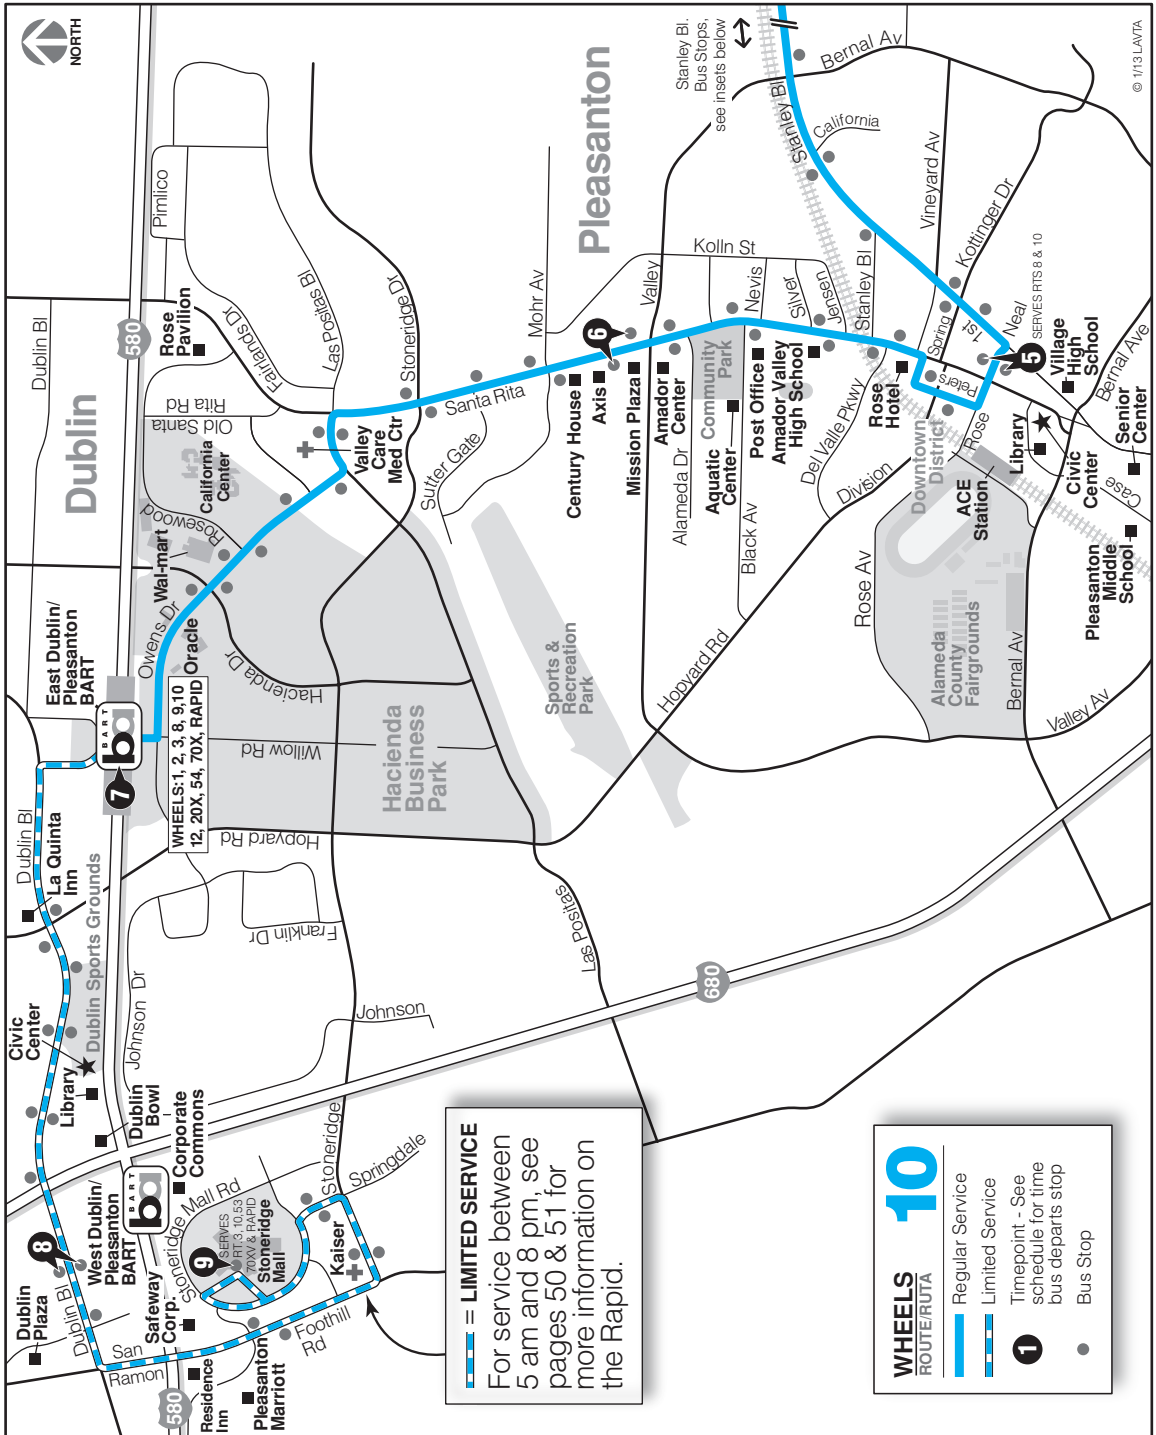 NORTH
Dublin
Pleasanton
Dublin Bl
580
Pimlico
Rose
Pavilion
Fairlands Dr
Las Positas Bl
Stoneridge Dr
Old Santa
Rita Rd
California
Center
Rosewood
Wal-mart
Valley
Care
Med Ctr
Santa Rita
Sutter Gate
Mohr Av
East Dublin/
Pleasanton
BART
BART
ba
7
Owens Dr
Oracle
Hacienda Dr
Hacienda
WHEELS:1, 2, 3, 8, 9,10
12, 20X, 54, 70X, RAPID
Willow Rd
Hacienda
Business
Park
Hopyard Rd
Sports &
Recreation
Park
Century House
Axis
6
Mission Plaza
Amador
Center
Valley
Kolln St
Alameda Dr
Community
Park
Aquatic
Center
Nevis
Black Av
Post Office
Amador Valley
High School
Silver
Jensen
Stanley Bl
Del Valle Pkwy
Division
Hopyard Rd
Rose
Hotel
Spring
Peters
Downtown
District
Rose
1st
Neal
5
SERVES RTS 8 & 10
Village
High
School
Bernal Ave
Library
Civic
Center
Senior
Center
Case
ACE
Station
Pleasanton
Middle
School
Rose Av
Alameda
County
Fairgrounds
Bernal Av
Valley Av
Stanley Bl.
Bus Stops,
see insets below
Stanley Bl
Bernal Av
California
Vineyard Av
Kottinger Dr
© 1/13 LAVTA
Dublin Bl
La Quinta
Inn
Dublin Sports Grounds
Civic
Center
Library
Dublin
Bowl
Corporate
Commons
Johnson Dr
Franklin Dr
Johnson
Las Positas
680
8
West Dublin/
Pleasanton
BART
BART
ba
Dublin
Plaza
Dublin Bl
San
Ramon
Safeway
Corp.
Stoneridge Mall Rd
9
SERVES
RT. 3, 10,53
70XV & RAPID
Stoneridge
Mall
Stoneridge
Springdale
Kaiser
Foothill
Rd
580
Residence
Inn
Pleasanton
Marriott
= LIMITED SERVICE
For service between
5 am and 8 pm, see
pages 50 & 51 for
more information on
the Rapid.
WHEELS
ROUTE/RUTA
10
Regular Service
Limited Service
1
Timepoint - See
schedule for time
bus departs stop
Bus Stop